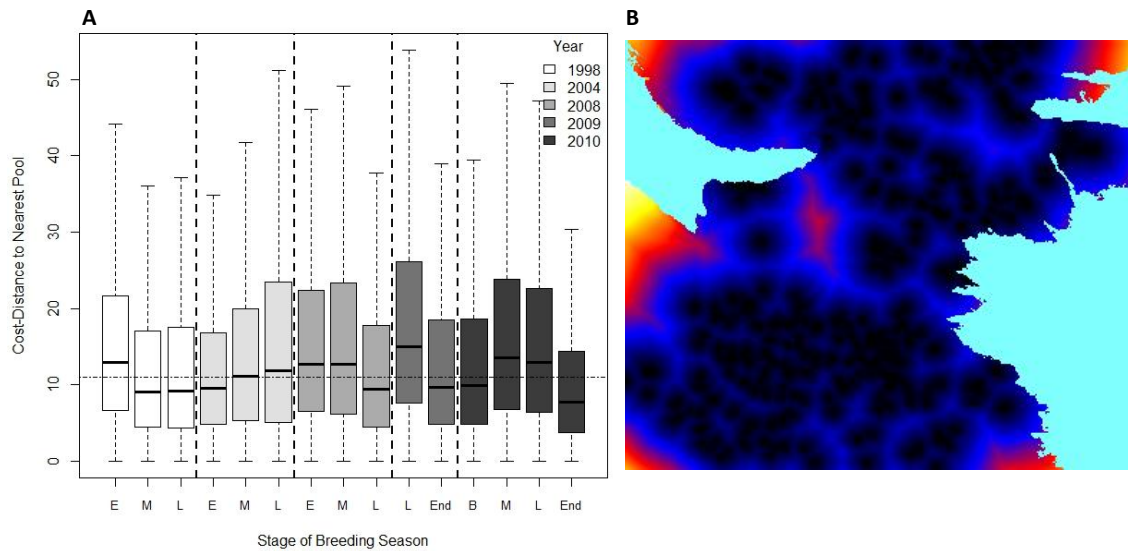 A
B
Year
1998
2004
2008
2009
2010
Cost-Distance to Nearest Pool
50
40
30
20
10
0
E M L E M L E M L L End B M L End
Stage of Breeding Season